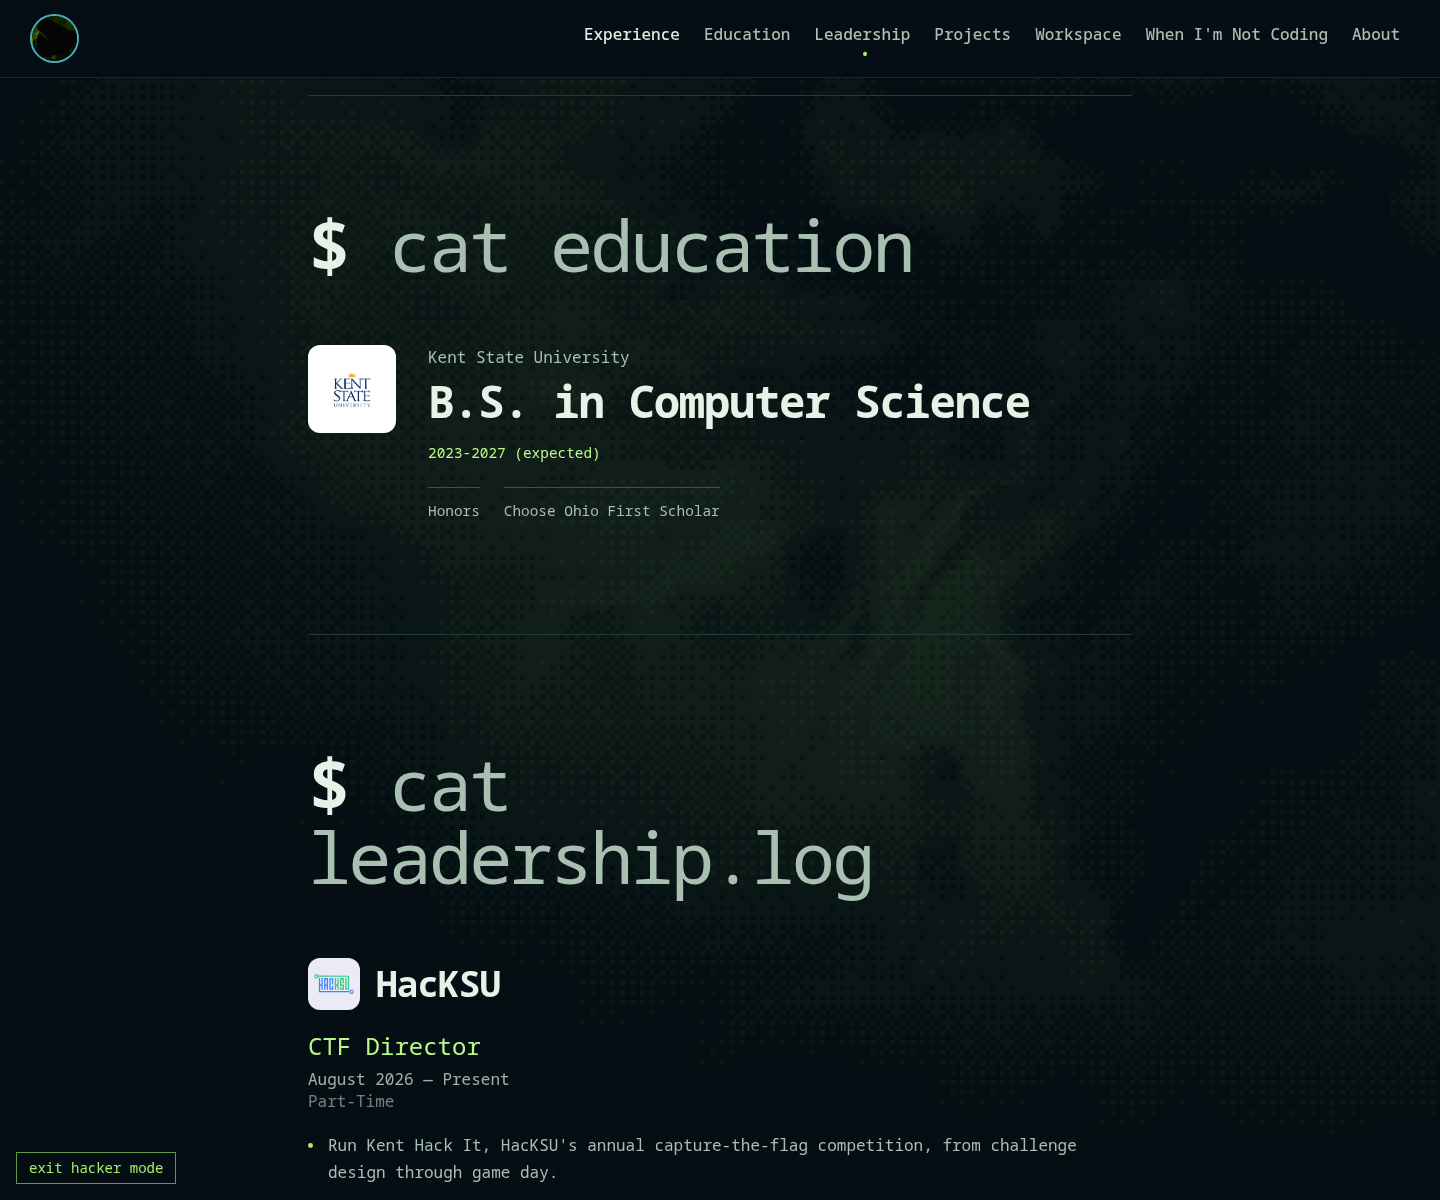 Experience Education Leadership Projects Workspace When I'm Not Coding About
$ cat education
KENT
STATE
UNIVERSITY
Kent State University
B.S. in Computer Science
2023-2027 (expected)
Honors Choose Ohio First Scholar
$ cat
leadership.log
HACKSU
HacKSU
CTF Director
August 2026 — Present
Part-Time
• Run Kent Hack It, HacKSU's annual capture-the-flag competition, from challenge
design through game day.
exit hacker mode